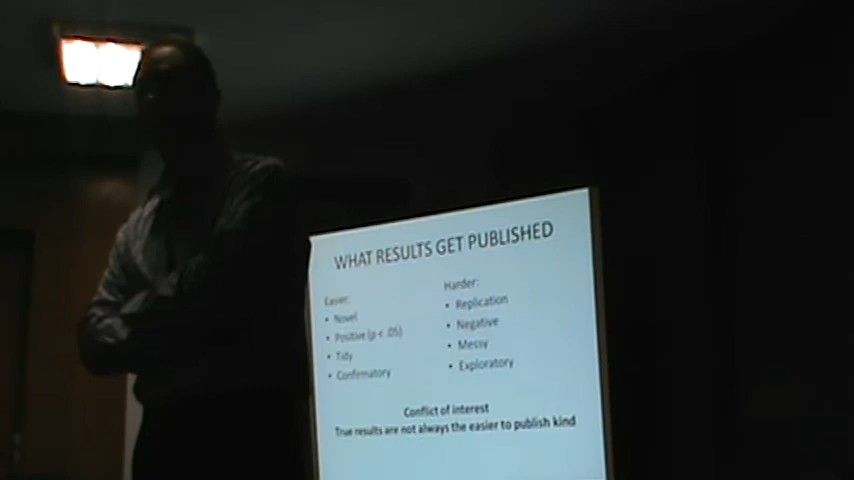 WHAT RESULTS GET PUBLISHED
Easier:
• Novel
• Positive (p < .05)
• Tidy
• Confirmatory
Harder:
• Replication
• Negative
• Messy
• Exploratory
Conflict of interest
True results are not always the easier to publish kind